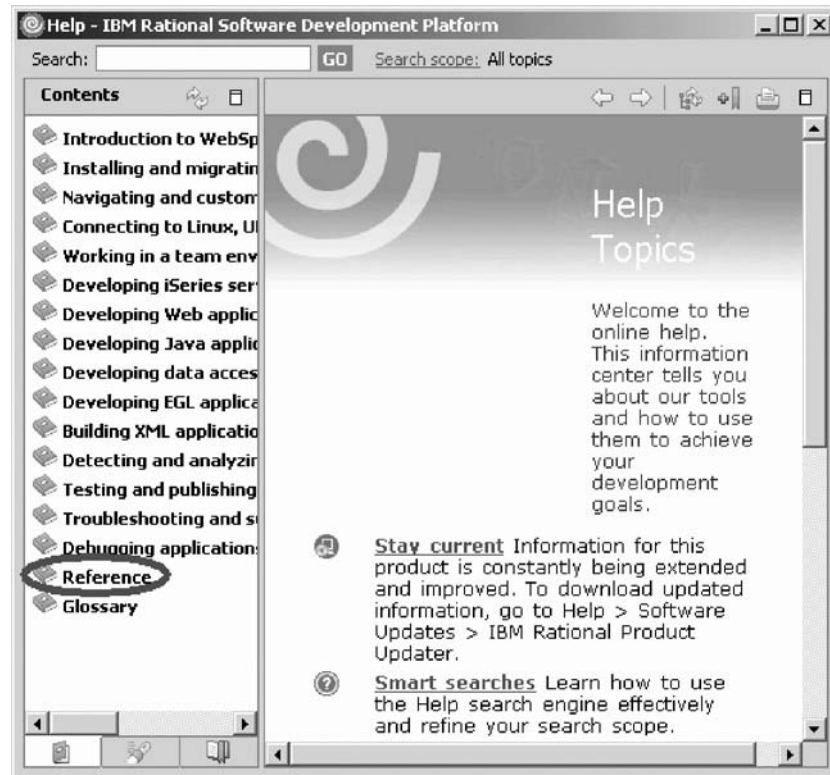 Help - IBM Rational Software Development Platform
Search:
GO
Search scope: All topics
Contents
Introduction to WebSp
Installing and migratin
Navigating and custom
Connecting to Linux, UI
Working in a team env
Developing iSeries ser
Developing Web applic
Developing Java applic
Developing data acces
Developing EGL applica
Building XML applicatio
Detecting and analyzin
Testing and publishing
Troubleshooting and su
Debugging application
Reference
Glossary
Help
Topics
Welcome to the
online help.
This information
center tells you
about our tools
and how to use
them to achieve
your
development
goals.
Stay current Information for this
product is constantly being extended
and improved. To download updated
information, go to Help > Software
Updates > IBM Rational Product
Updater.
Smart searches Learn how to use
the Help search engine effectively
and refine your search scope.